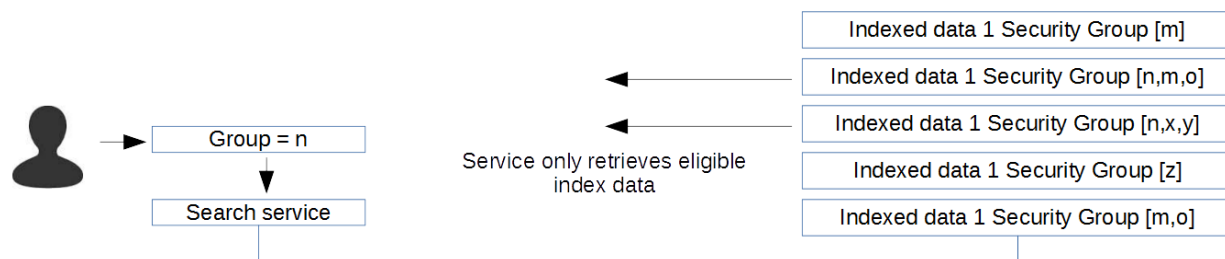 Group = n
Search service
Service only retrieves eligible
index data
Indexed data 1 Security Group [m]
Indexed data 1 Security Group [n,m,o]
Indexed data 1 Security Group [n,x,y]
Indexed data 1 Security Group [z]
Indexed data 1 Security Group [m,o]